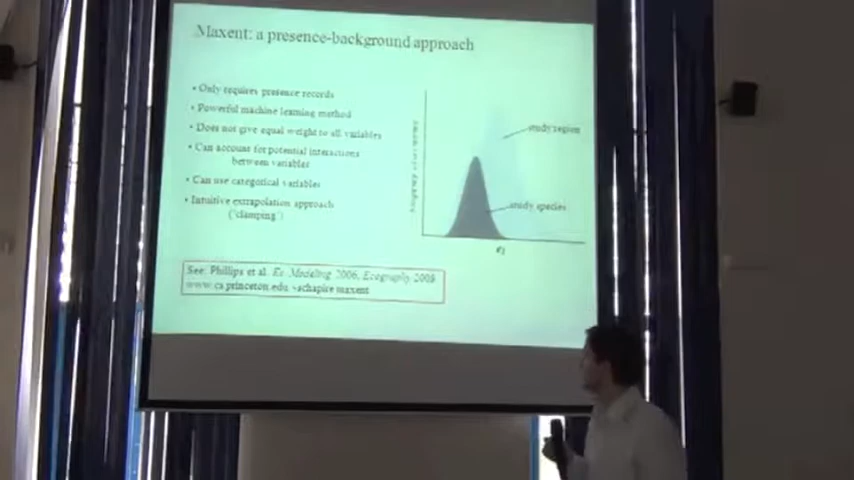 Maxent: a presence-background approach
• Only requires presence records
• Powerful machine learning method
• Does not give equal weight to all variables
• Can account for potential interactions
between variables
• Can use categorical variables
• Intuitive extrapolation approach
('clamping')
study region
study species
e1
See: Phillips et al. Ec. Modeling 2006, Ecography 2009
www.cs.princeton.edu/~schapire/maxent